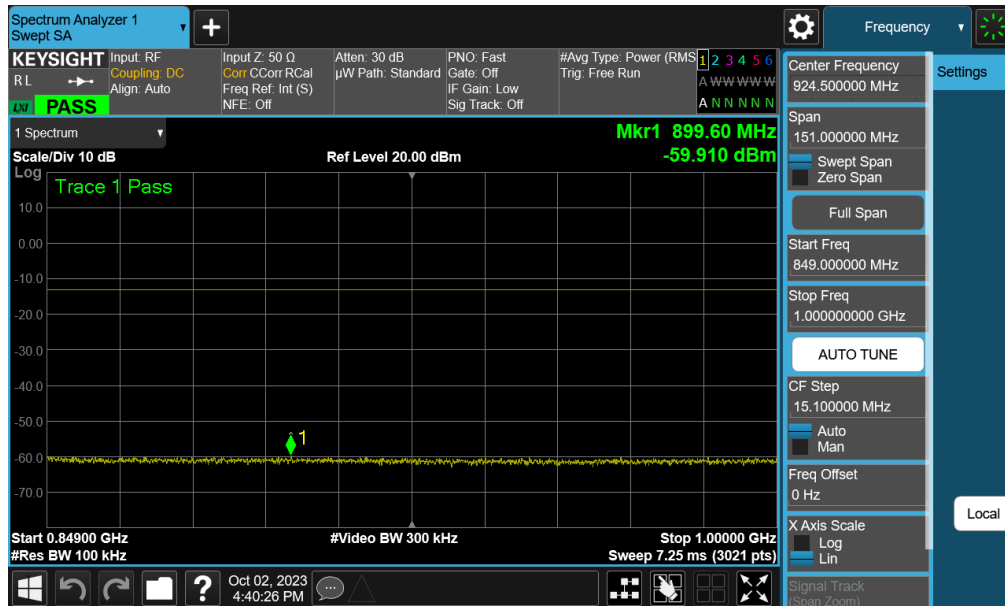 Spectrum Analyzer 1
Swept SA
+
Frequency
KEYSIGHT
RL
LXI PASS
Input: RF
Coupling: DC
Align: Auto
Input Z: 50 Ω
Corr CCorr RCal
Freq Ref: Int (S)
NFE: Off
Atten: 30 dB
µW Path: Standard
PNO: Fast
Gate: Off
IF Gain: Low
Sig Track: Off
#Avg Type: Power (RMS
Trig: Free Run
1 2 3 4 5 6
A W W W W W
A N N N N N
1 Spectrum
Mkr1 899.60 MHz
Scale/Div 10 dB
Ref Level 20.00 dBm
-59.910 dBm
Log
Trace 1 Pass
10.0
0.00
-10.0
-20.0
-30.0
-40.0
-50.0
1
-60.0
-70.0
Start 0.84900 GHz
#Video BW 300 kHz
Stop 1.00000 GHz
#Res BW 100 kHz
Sweep 7.25 ms (3021 pts)
?
Oct 02, 2023
4:40:26 PM
Center Frequency
924.500000 MHz
Settings
Span
151.000000 MHz
Swept Span
Zero Span
Full Span
Start Freq
849.000000 MHz
Stop Freq
1.000000000 GHz
AUTO TUNE
CF Step
15.100000 MHz
Auto
Man
Freq Offset
0 Hz
Local
X Axis Scale
Log
Lin
Signal Track
(Span Zoom)